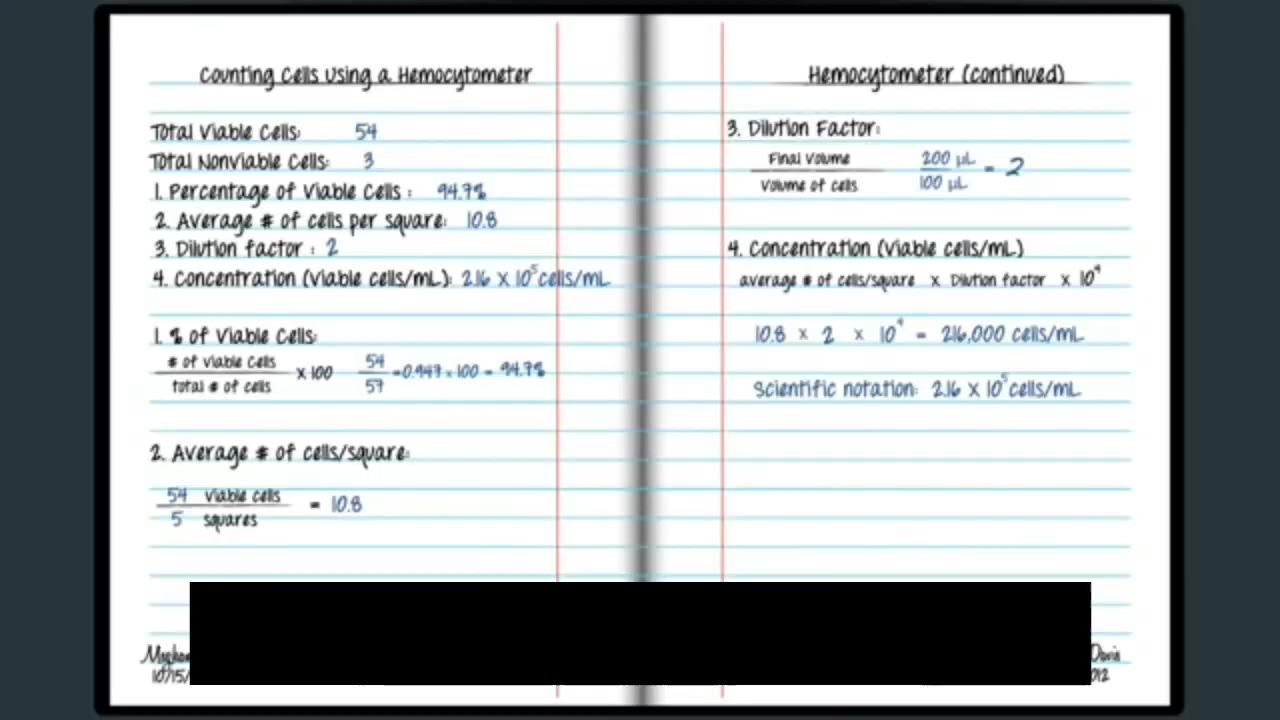 Counting Cells Using a Hemocytometer
Total Viable Cells: 54
Total Nonviable Cells: 3
1. Percentage of Viable Cells : 94.7%
2. Average # of cells per square: 10.8
3. Dilution factor : 2
4. Concentration (Viable cells/mL): 2.16 x 10⁵ cells/mL
1. % of Viable Cells:
# of Viable Cells
total # of cells
x 100
54
57
=0.947 x 100 = 94.7%
2. Average # of cells/square:
54 Viable cells
5 squares
= 10.8
Hemocytometer (continued)
3. Dilution Factor:
Final Volume
Volume of cells
200 µL
100 µL
= 2
4. Concentration (Viable cells/mL)
average # of cells/square x Dilution factor x 10⁴
10.8 x 2 x 10⁴ = 216,000 cells/mL
Scientific notation: 2.16 x 10⁵ cells/mL
10/15/
Davis
012